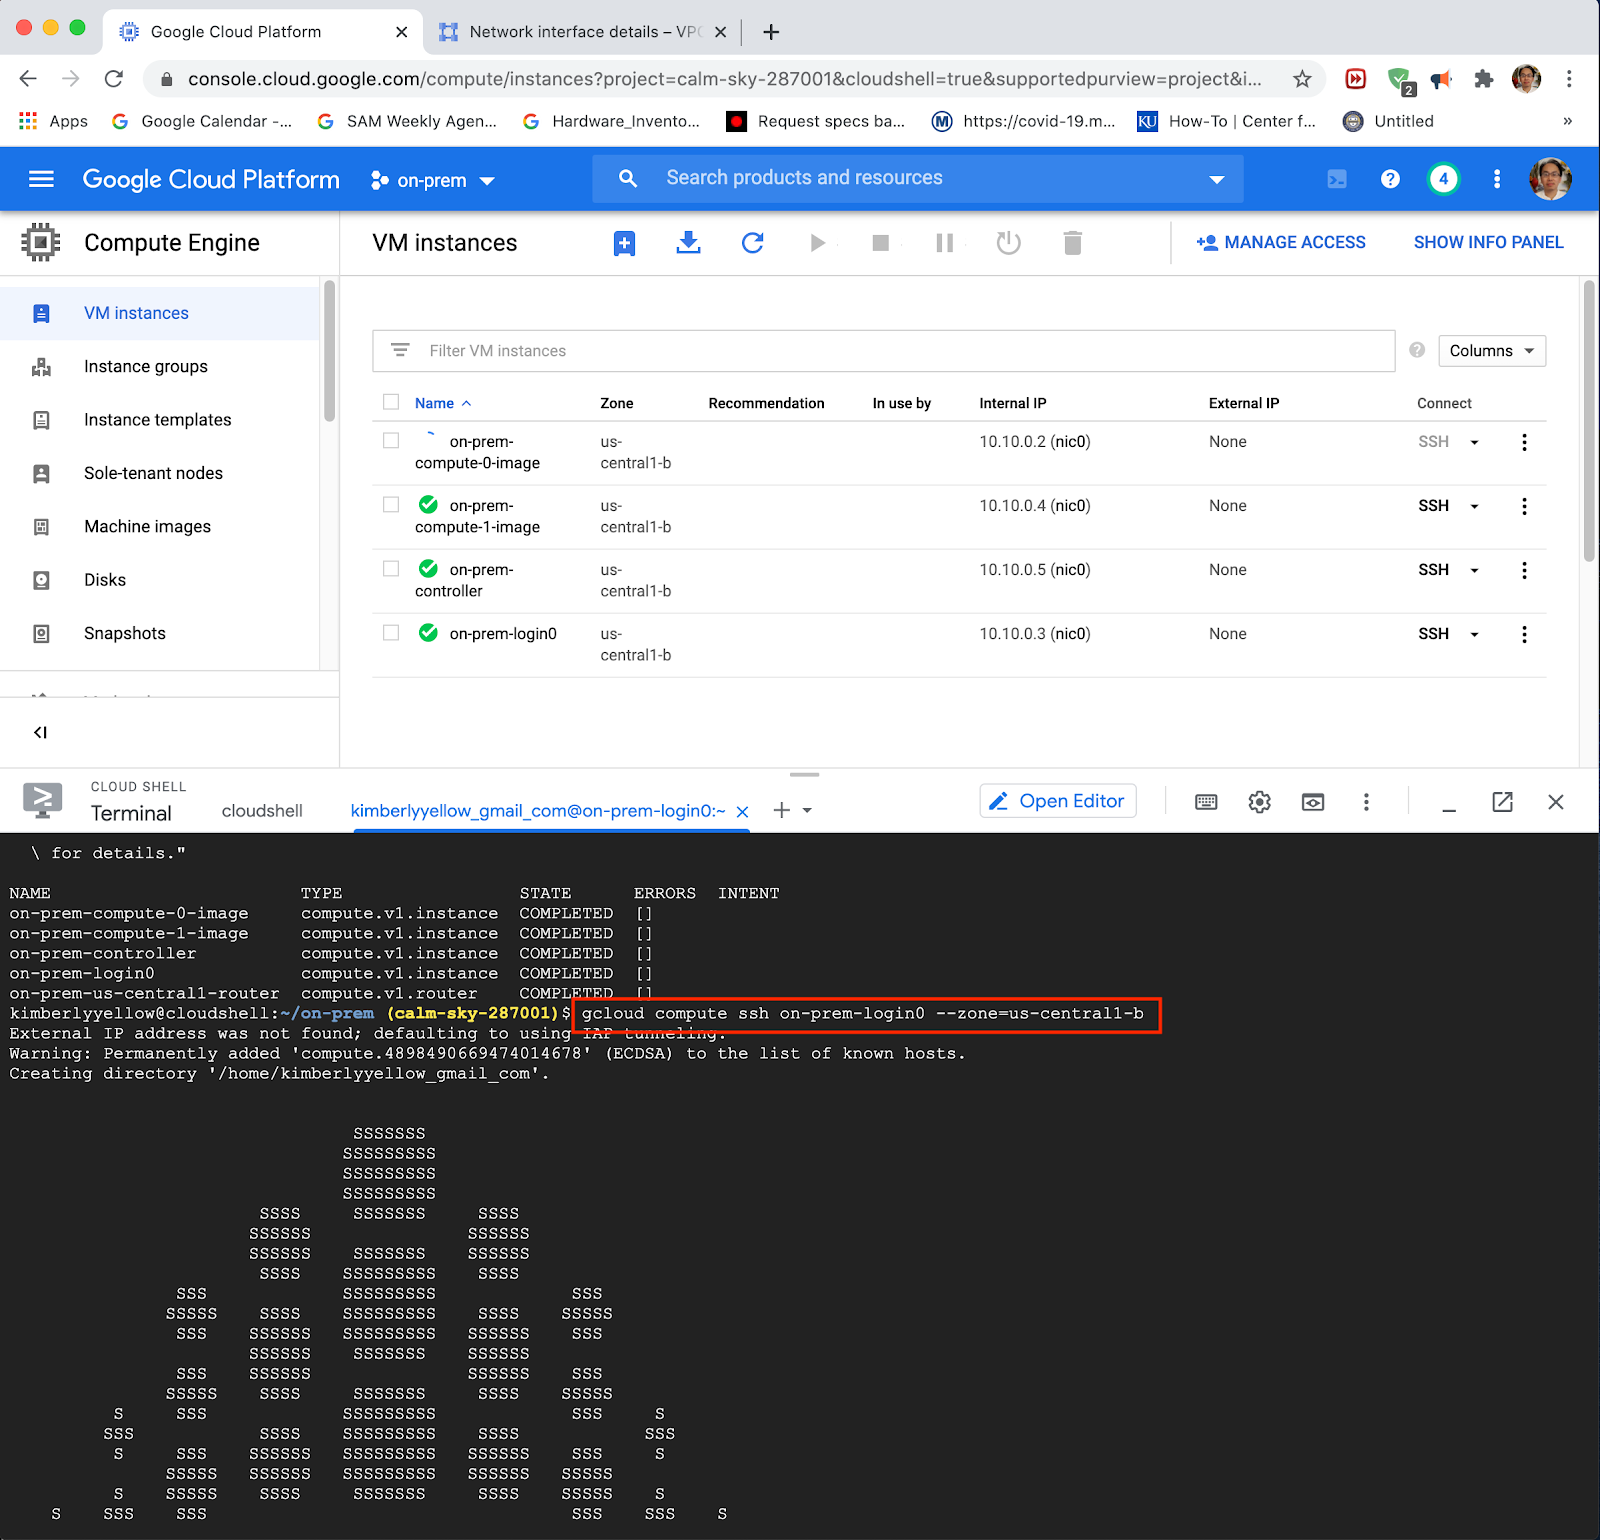 Google Cloud Platform
Network interface details – VPC
console.cloud.google.com/compute/instances?project=calm-sky-287001&cloudshell=true&supportedpurview=project&i...
2
Apps
Google Calendar -...
SAM Weekly Agen...
Hardware_Invento...
Request specs ba...
M
https://covid-19.m...
KU
How-To | Center f...
Untitled
»
Google Cloud Platform
on-prem
Search products and resources
4
Compute Engine
VM instances
MANAGE ACCESS
SHOW INFO PANEL
VM instances
Instance groups
Instance templates
Sole-tenant nodes
Machine images
Disks
Snapshots
Filter VM instances
Columns
Name Zone Recommendation In use by Internal IP External IP Connect
on-prem- us- 10.10.0.2 (nic0) None SSH
compute-0-image central1-b
on-prem- us- 10.10.0.4 (nic0) None SSH
compute-1-image central1-b
on-prem- us- 10.10.0.5 (nic0) None SSH
controller central1-b
on-prem-login0 us- 10.10.0.3 (nic0) None SSH
central1-b
CLOUD SHELL
Terminal
cloudshell
kimberlyyellow_gmail_com@on-prem-login0:~
Open Editor
\ for details."
NAME TYPE STATE ERRORS INTENT
on-prem-compute-0-image compute.v1.instance COMPLETED []
on-prem-compute-1-image compute.v1.instance COMPLETED []
on-prem-controller compute.v1.instance COMPLETED []
on-prem-login0 compute.v1.instance COMPLETED []
on-prem-us-central1-router compute.v1.router COMPLETED []
kimberlyyellow@cloudshell:~/on-prem (calm-sky-287001)$ gcloud compute ssh on-prem-login0 --zone=us-central1-b
External IP address was not found; defaulting to using IAP tunneling.
Warning: Permanently added 'compute.4898490669474014678' (ECDSA) to the list of known hosts.
Creating directory '/home/kimberlyyellow_gmail_com'.
SSSSSSS
SSSSSSSSS
SSSSSSSSS
SSSSSSSSS
SSSS SSSSSSS SSSS
SSSSSS SSSSSS
SSSSSS SSSSSSS SSSSSS
SSSS SSSSSSSSS SSSS
SSS SSSSSSSSS SSS
SSSSS SSSS SSSSSSSSS SSSS SSSSS
SSS SSSSSS SSSSSSSSS SSSSSS SSS
SSSSSS SSSSSSS SSSSSS
SSS SSSSSS SSSSSS SSS
SSSSS SSSS SSSSSSS SSSS SSSSS
S SSS SSSSSSSSS SSS S
SSS SSSS SSSSSSSSS SSSS SSS
S SSS SSSSSS SSSSSSSSS SSSSSS SSS S
SSSSS SSSSSS SSSSSSSSS SSSSSS SSSSS
S SSSSS SSSS SSSSSSS SSSS SSSSS S
S SSS SSS SSS SSS S